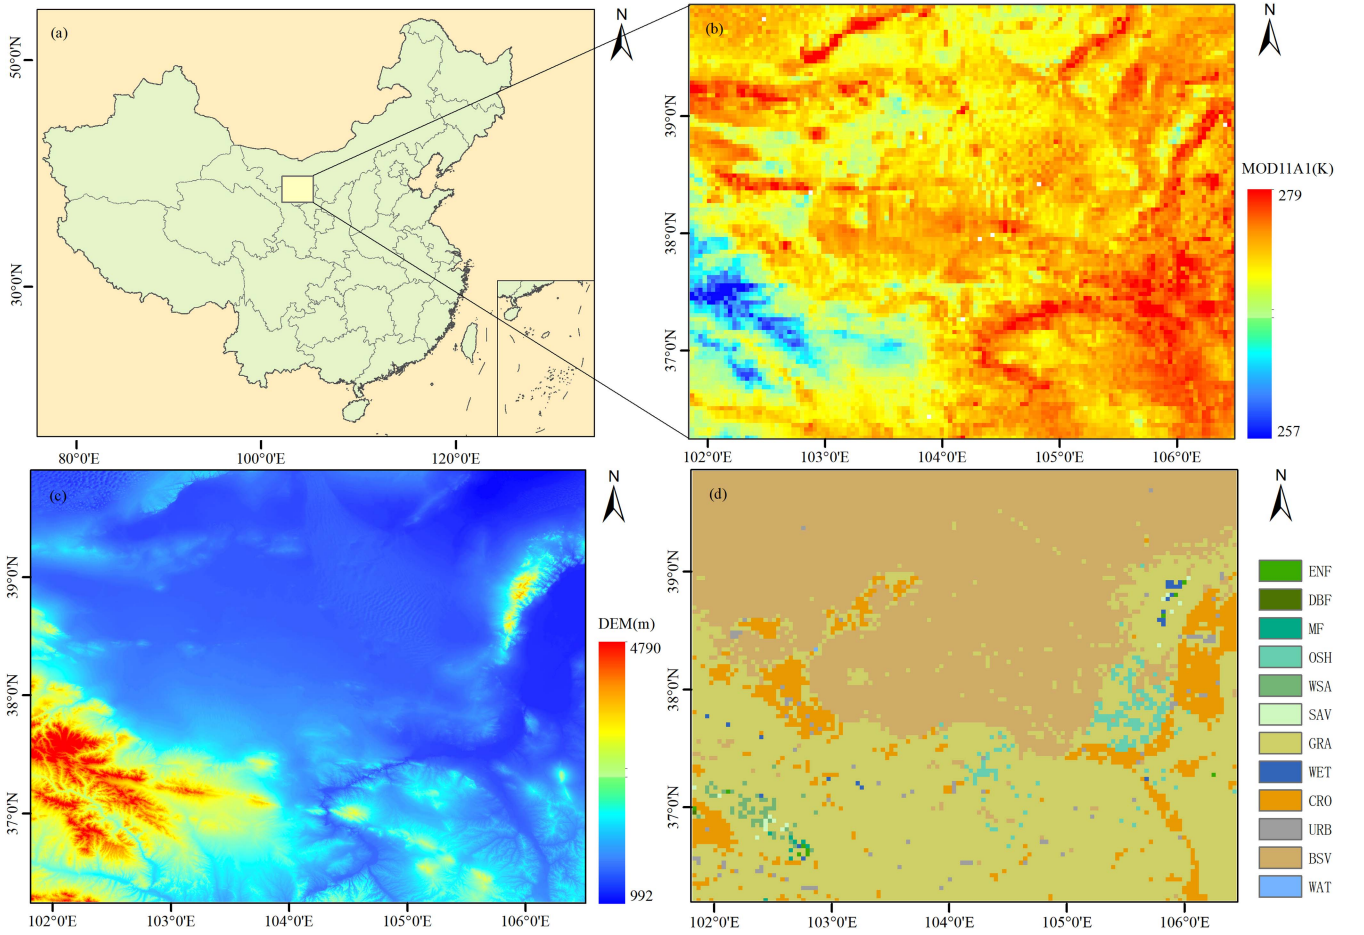 (a)
N
50°0'N
30°0'N
80°0'E
100°0'E
120°0'E
(b)
N
39°0'N
38°0'N
37°0'N
102°0'E
103°0'E
104°0'E
105°0'E
106°0'E
MOD11A1(K)
279
257
(c)
N
39°0'N
38°0'N
37°0'N
102°0'E
103°0'E
104°0'E
105°0'E
106°0'E
DEM(m)
4790
992
(d)
N
39°0'N
38°0'N
37°0'N
102°0'E
103°0'E
104°0'E
105°0'E
106°0'E
ENF
DBF
MF
OSH
WSA
SAV
GRA
WET
CRO
URB
BSV
WAT